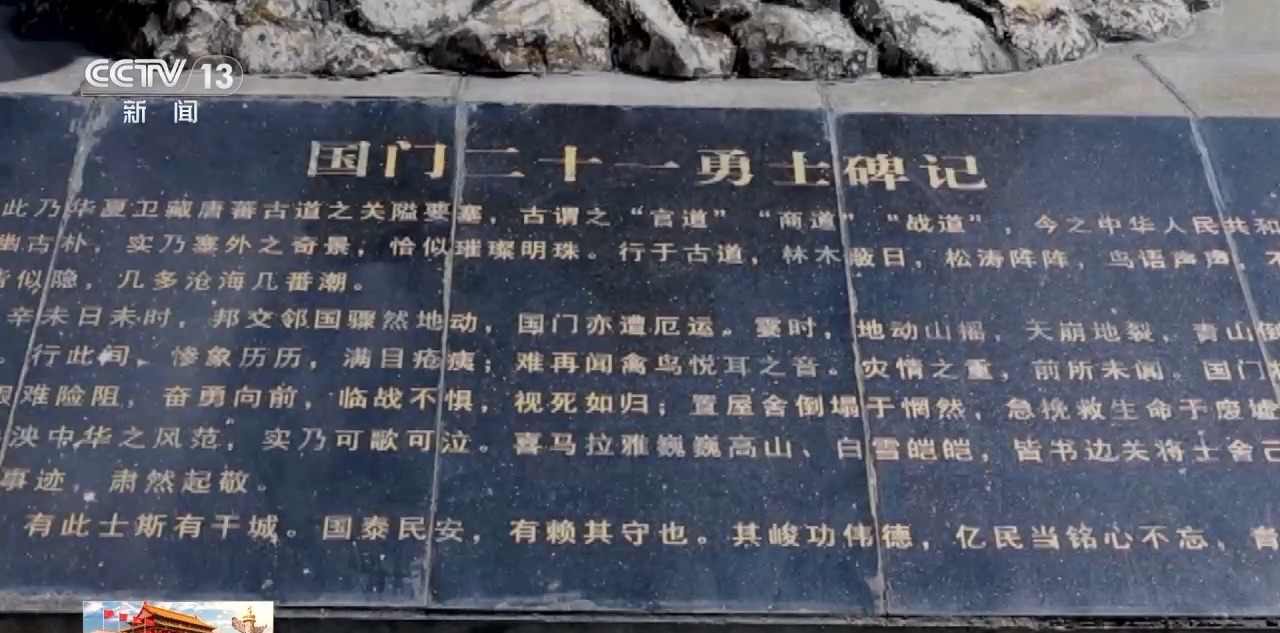 CCTV 13
新闻
国门二十一勇士碑记
此乃华夏卫藏唐蕃古道之关隘要塞，古谓之“官道”“商道”“战道”，今之中华人民共和
幽古朴，实乃塞外之奇景，恰似璀璨明珠。行于古道，林木蔽日，松涛阵阵，鸟语声声，不
似隐，几多沧海几番潮。
辛未日未时，邦交邻国骤然地动，国门亦遭厄运。霎时，地动山摇，天崩地裂，青山倒
。行此间，惨象历历，满目疮痍；难再闻禽鸟悦耳之音。灾情之重，前所未闻。国门
艰难险阻，奋勇向前，临战不惧，视死如归；置屋舍倒塌于惘然，急挽救生命于废墟
泱中华之风范，实乃可歌可泣。喜马拉雅巍巍高山、白雪皑皑，皆书边关将士舍己
事迹，肃然起敬。
有此士斯有干城。国泰民安，有赖其守也。其峻功伟德，亿民当铭心不忘，青